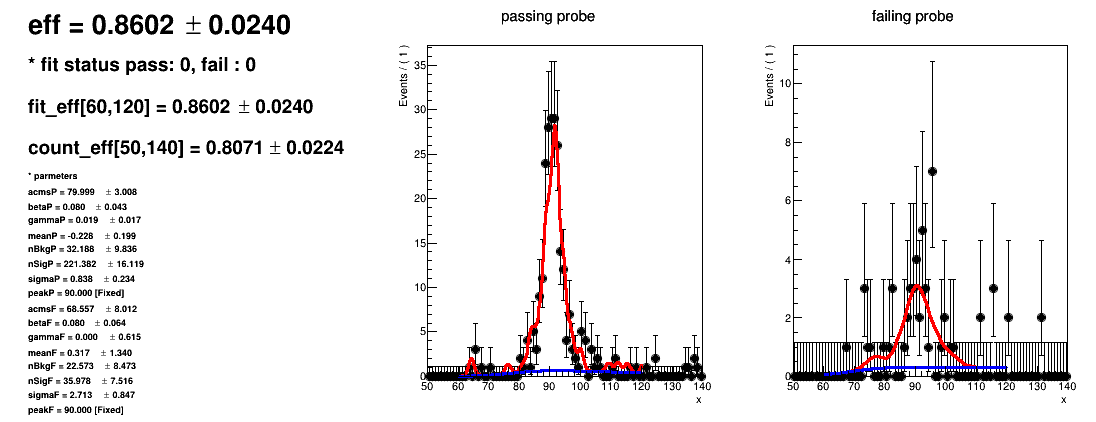 eff = 0.8602 ± 0.0240
* fit status pass: 0, fail : 0
fit_eff[60,120] = 0.8602 ± 0.0240
count_eff[50,140] = 0.8071 ± 0.0224
* parmeters
acmsP = 79.999 ± 3.008
betaP = 0.080 ± 0.043
gammaP = 0.019 ± 0.017
meanP = -0.228 ± 0.199
nBkgP = 32.188 ± 9.836
nSigP = 221.382 ± 16.119
sigmaP = 0.838 ± 0.234
peakP = 90.000 [Fixed]
acmsF = 68.557 ± 8.012
betaF = 0.080 ± 0.064
gammaF = 0.000 ± 0.615
meanF = 0.317 ± 1.340
nBkgF = 22.573 ± 8.473
nSigF = 35.978 ± 7.516
sigmaF = 2.713 ± 0.847
peakF = 90.000 [Fixed]
passing probe
Events / ( 1 )
35
30
25
20
15
10
5
0
50 60 70 80 90 100 110 120 130 140
x
failing probe
Events / ( 1 )
10
8
6
4
2
0
50 60 70 80 90 100 110 120 130 140
x